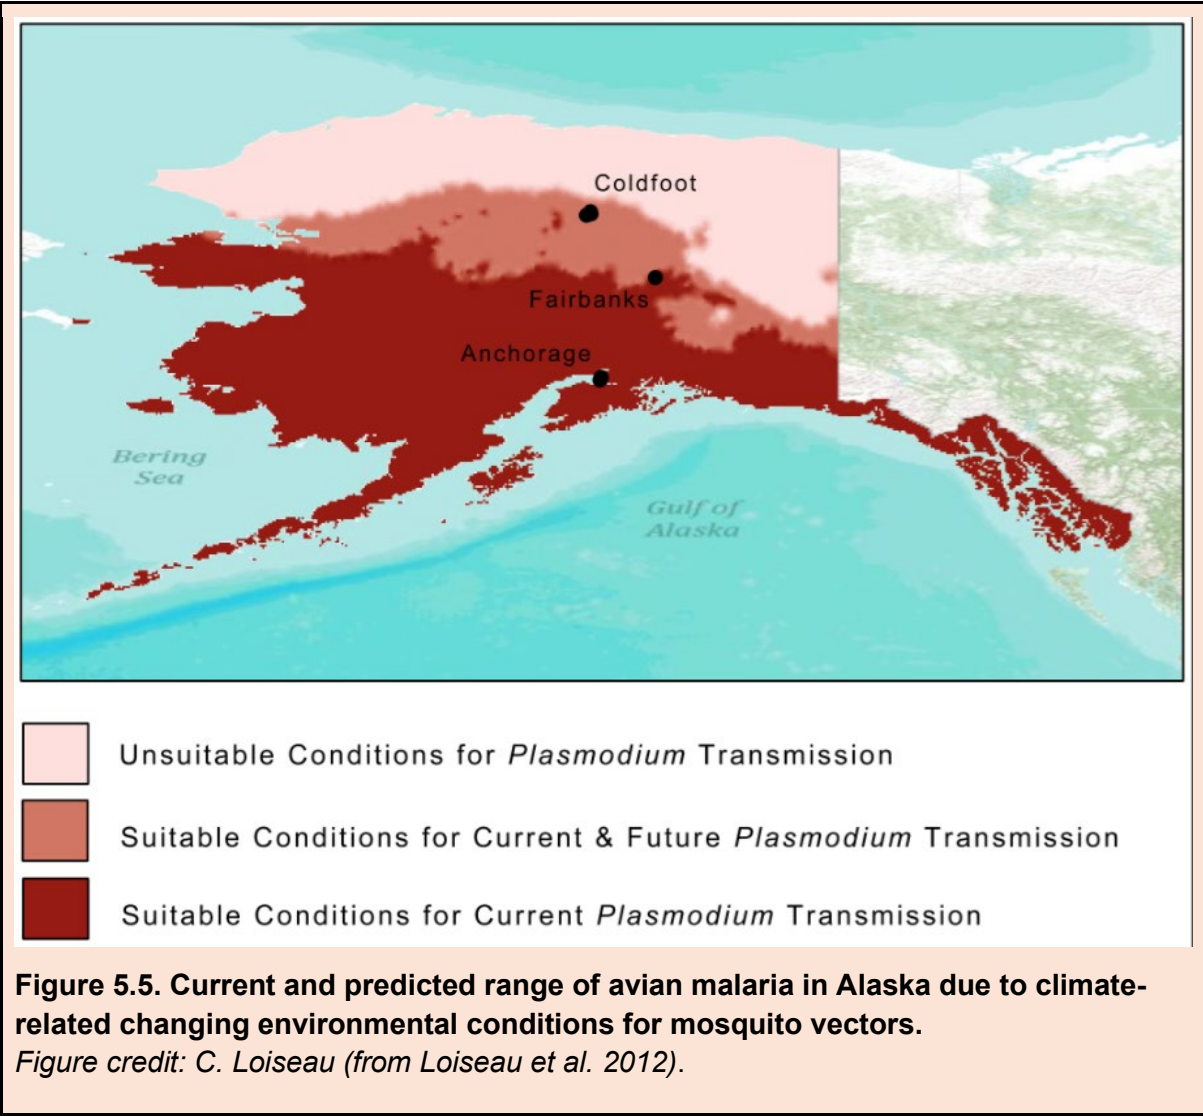 Coldfoot
Fairbanks
Anchorage
Bering
Sea
Gulf of
Alaska
Unsuitable Conditions for Plasmodium Transmission
Suitable Conditions for Current & Future Plasmodium Transmission
Suitable Conditions for Current Plasmodium Transmission
Figure 5.5. Current and predicted range of avian malaria in Alaska due to climate-
related changing environmental conditions for mosquito vectors.
Figure credit: C. Loiseau (from Loiseau et al. 2012).